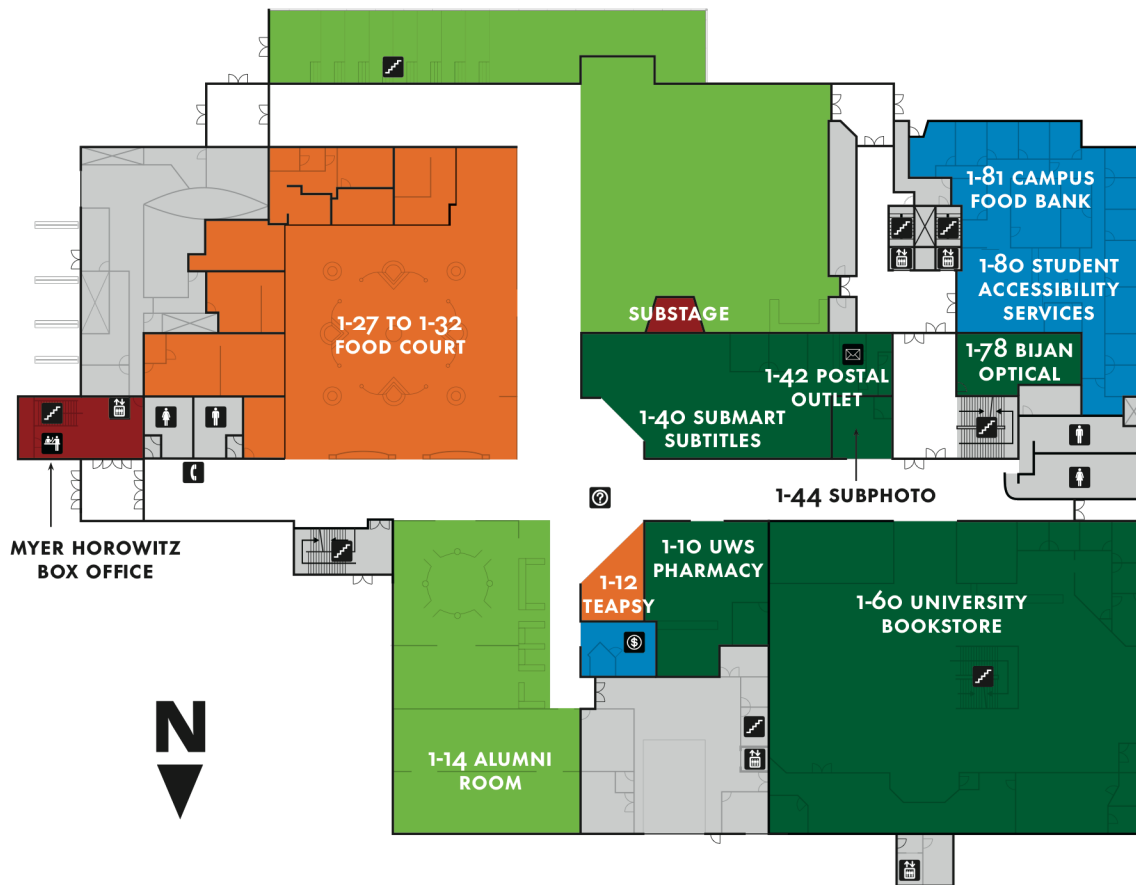 1-81 CAMPUS
FOOD BANK
1-80 STUDENT
ACCESSIBILITY
SERVICES
SUBSTAGE
1-27 TO 1-32
FOOD COURT
1-78 BIJAN
OPTICAL
1-42 POSTAL
OUTLET
1-40 SUBMART
SUBTITLES
1-44 SUBPHOTO
MYER HOROWITZ
BOX OFFICE
1-10 UWS
PHARMACY
1-12
TEAPSY
1-60 UNIVERSITY
BOOKSTORE
?
$
N
1-14 ALUMNI
ROOM